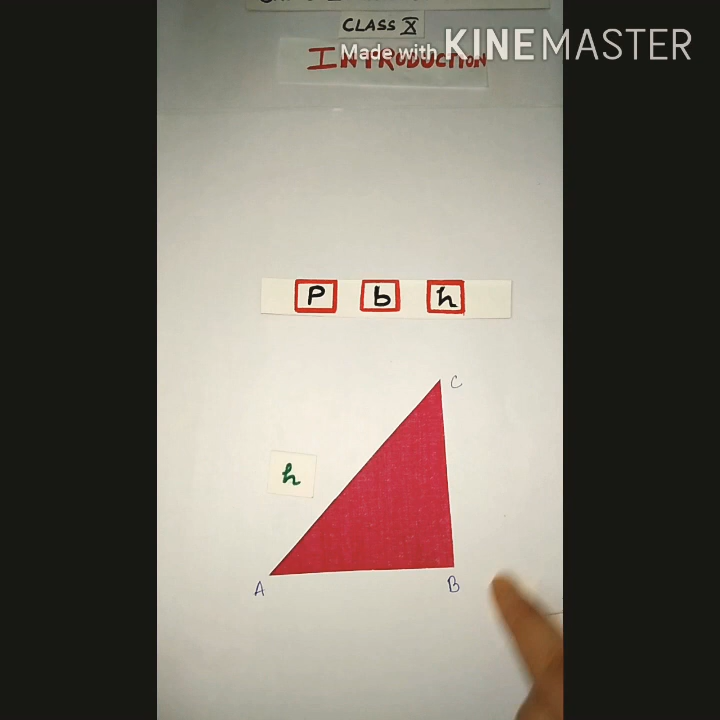 CLASS X
Made with KINEMASTER
INTRODUCTION
P b h
C
h
A
B